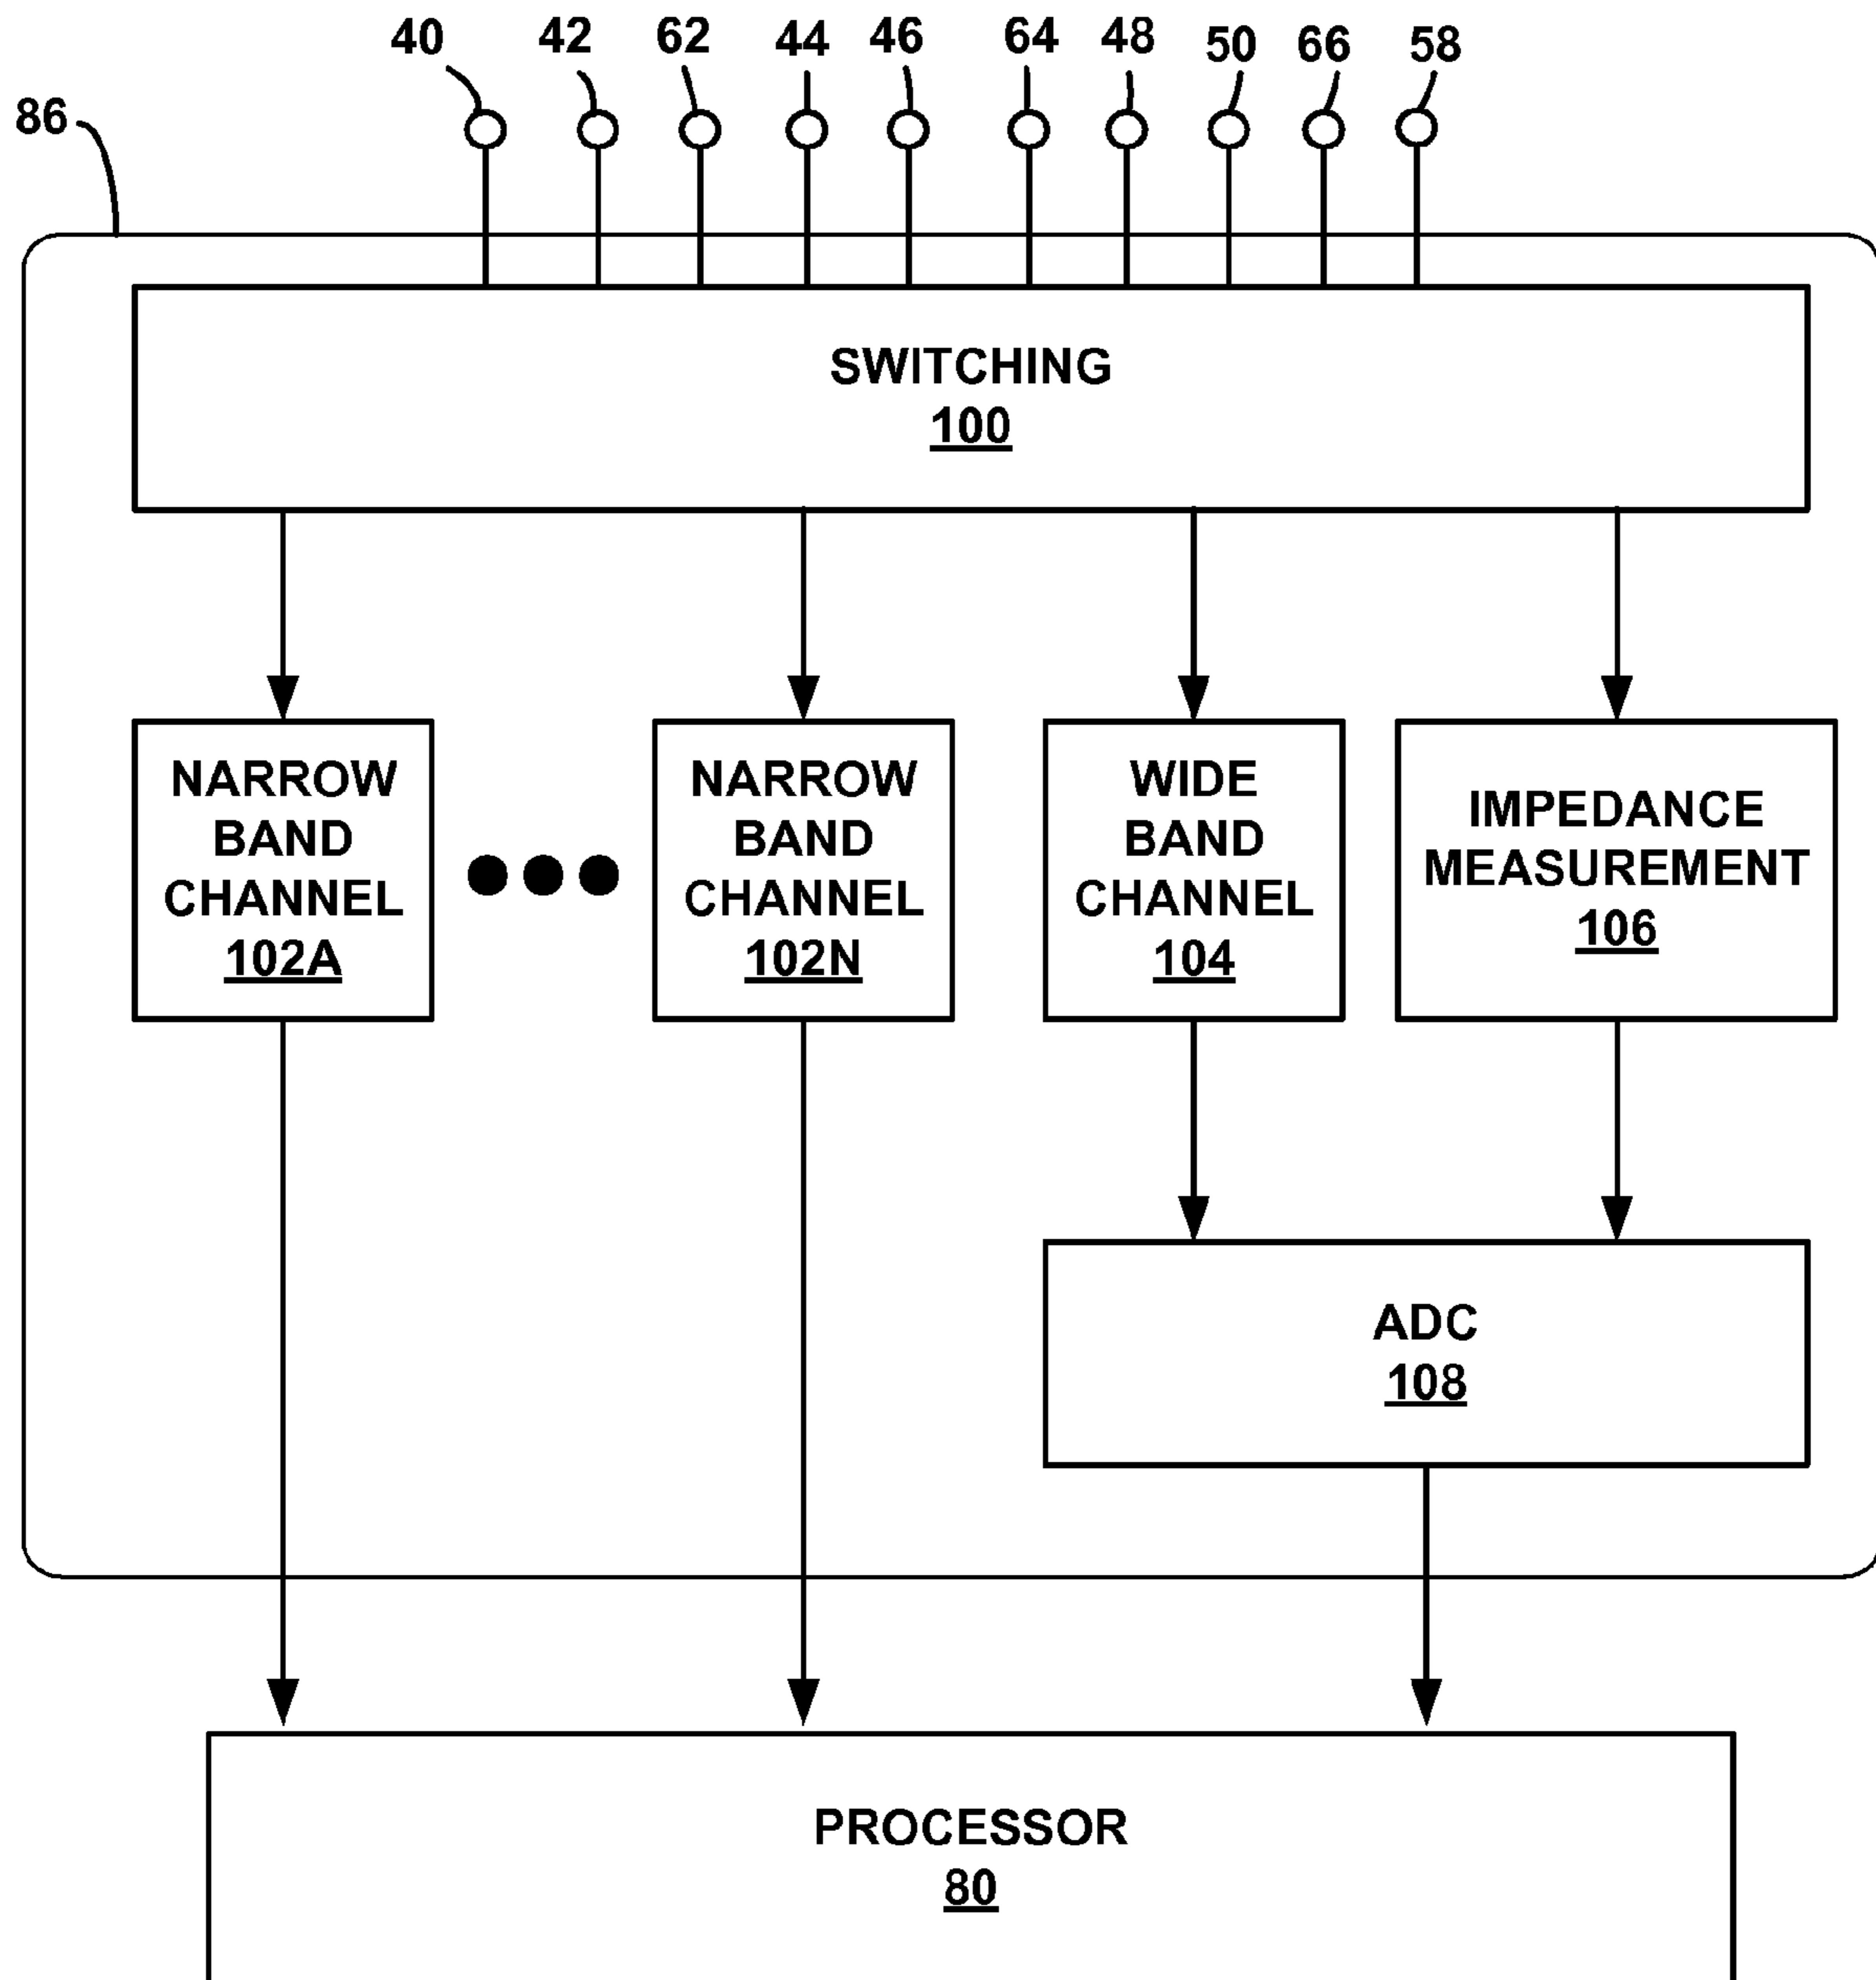 40 42 62 44 46 64 48 50 66 58
86
SWITCHING
100
NARROW
BAND
CHANNEL
102A
NARROW
BAND
CHANNEL
102N
WIDE
BAND
CHANNEL
104
IMPEDANCE
MEASUREMENT
106
ADC
108
PROCESSOR
80